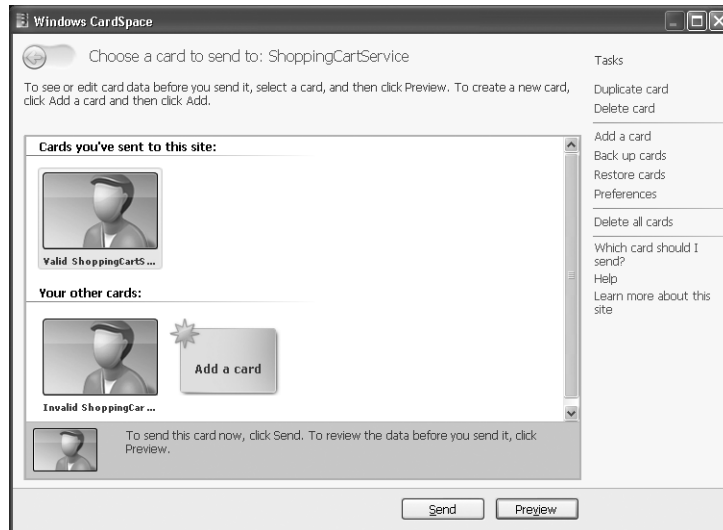 Windows CardSpace
Choose a card to send to: ShoppingCartService
To see or edit card data before you send it, select a card, and then click Preview. To create a new card,
click Add a card and then click Add.
Cards you've sent to this site:
Valid ShoppingCartS...
Your other cards:
Add a card
Invalid ShoppingCar...
To send this card now, click Send. To review the data before you send it, click
Preview.
Send
Preview
Tasks
Duplicate card
Delete card
Add a card
Back up cards
Restore cards
Preferences
Delete all cards
Which card should I
send?
Help
Learn more about this
site